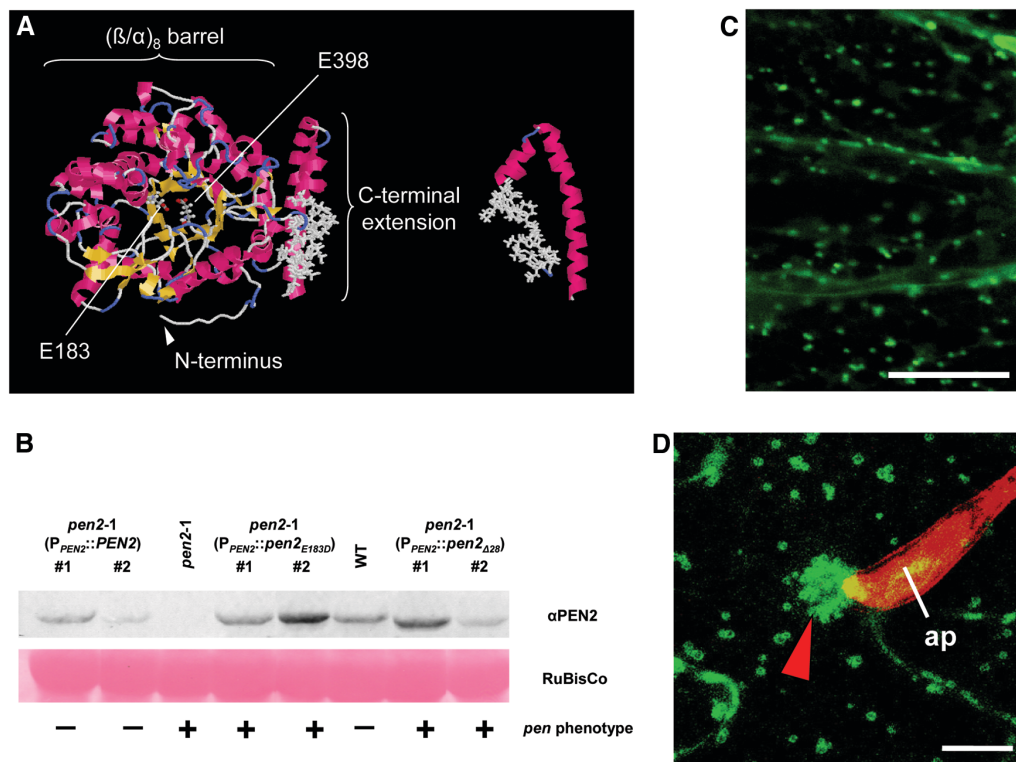 A
(ß/α)8 barrel
E398
C-terminal
extension
E183
N-terminus
B
pen2-1
(PPEN2::PEN2)
#1 #2
pen2-1
pen2-1
(PPEN2::pen2E183D)
#1 #2
WT
pen2-1
(PPEN2::pen2Δ28)
#1 #2
αPEN2
RuBisCo
− − + + + − + +
pen phenotype
C
D
ap